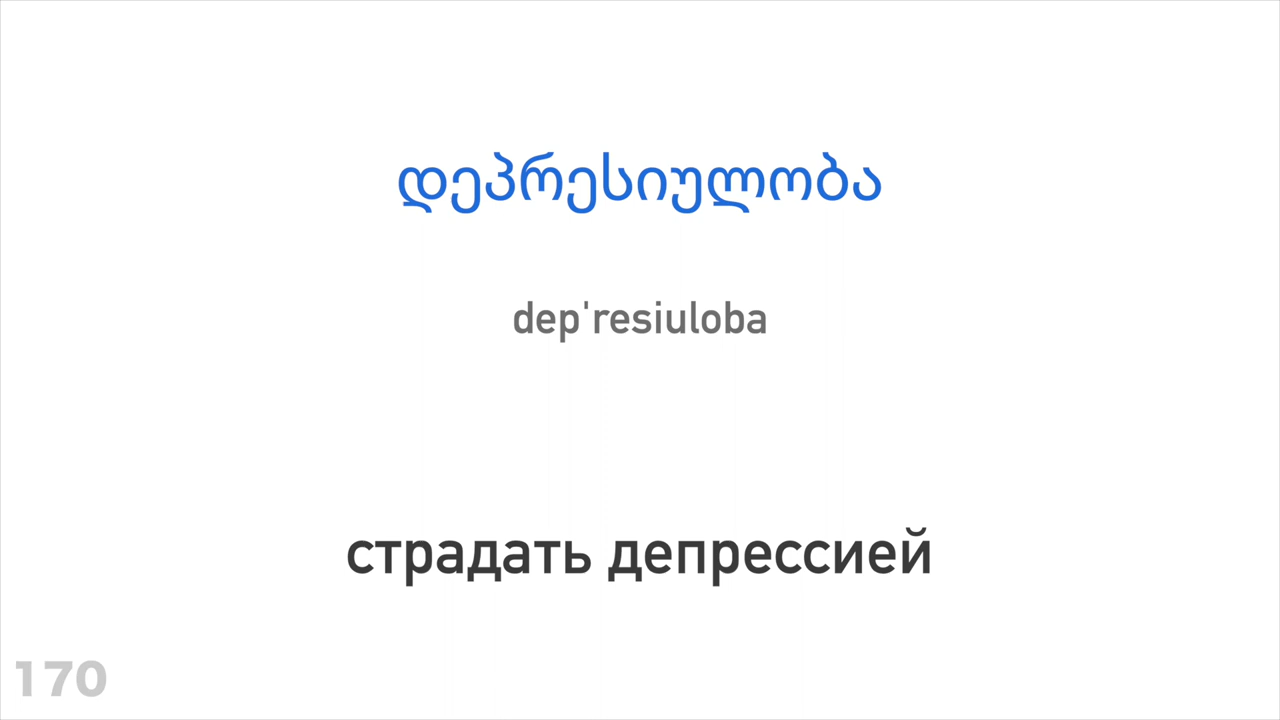 დეპრესიულობა
dep'resiuloba
страдать депрессией
170